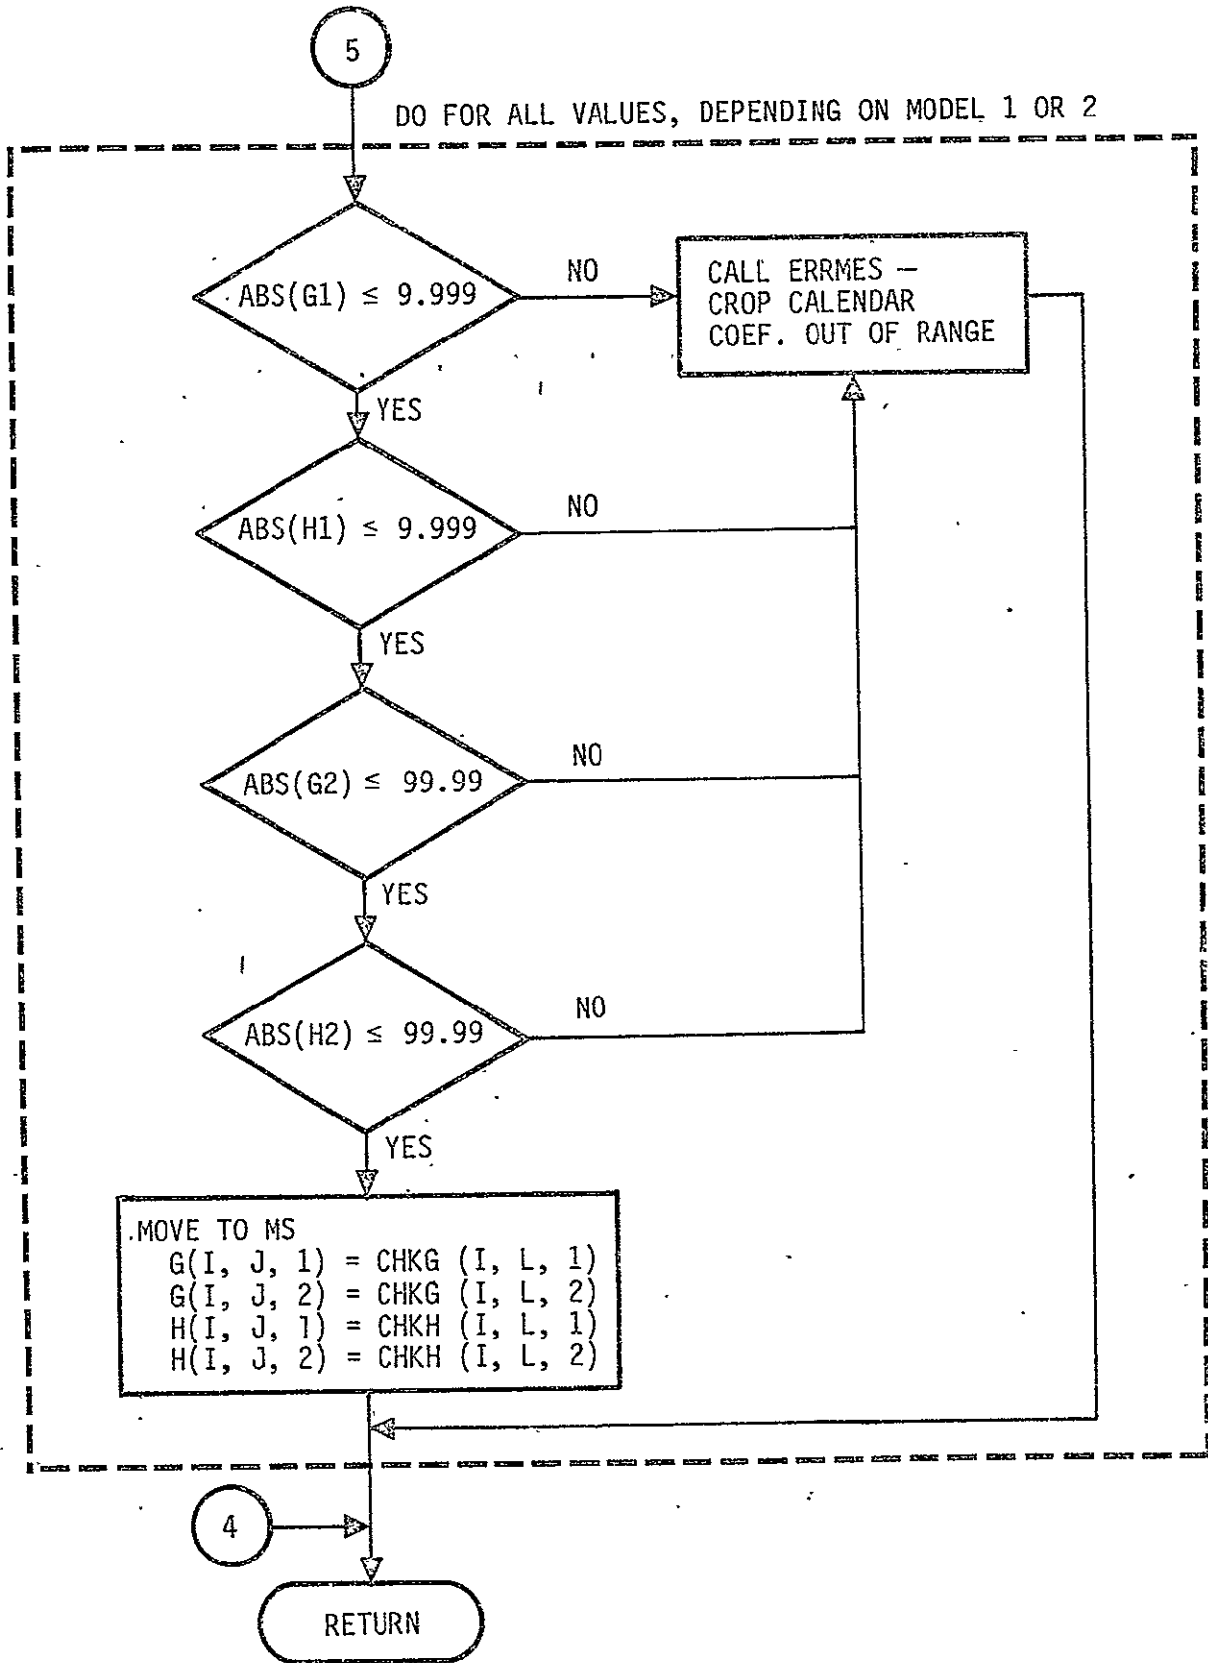 5
DO FOR ALL VALUES, DEPENDING ON MODEL 1 OR 2
ABS(G1) ≤ 9.999
NO
CALL ERRMES —
CROP CALENDAR
COEF. OUT OF RANGE
YES
ABS(H1) ≤ 9.999
NO
YES
ABS(G2) ≤ 99.99
NO
YES
ABS(H2) ≤ 99.99
NO
YES
MOVE TO MS
G(I, J, 1) = CHKG (I, L, 1)
G(I, J, 2) = CHKG (I, L, 2)
H(I, J, 1) = CHKH (I, L, 1)
H(I, J, 2) = CHKH (I, L, 2)
4
RETURN